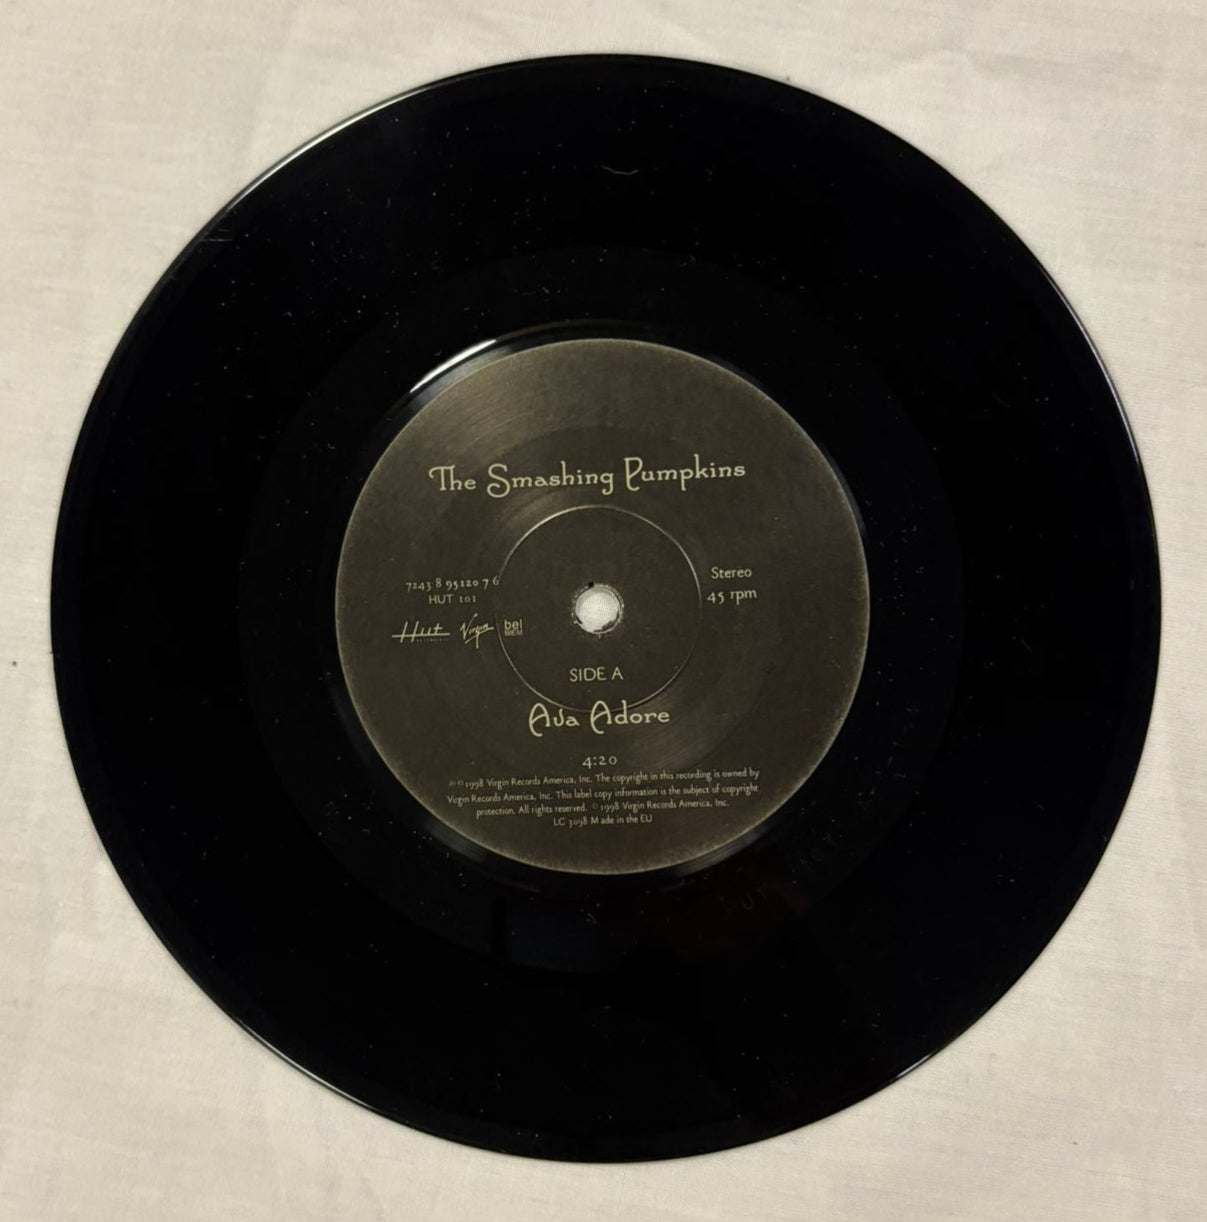 The Smashing Pumpkins
7243 8 95120 7 6
HUT 101
Hut Virgin bel
BIEM
Stereo
45 rpm
SIDE A
Ava Adore
4:20
℗ © 1998 Virgin Records America, Inc. The copyright in this recording is owned by
Virgin Records America, Inc. This label copy information is the subject of copyright
protection. All rights reserved. © 1998 Virgin Records America, Inc.
LC 3098 Made in the EU
HUT